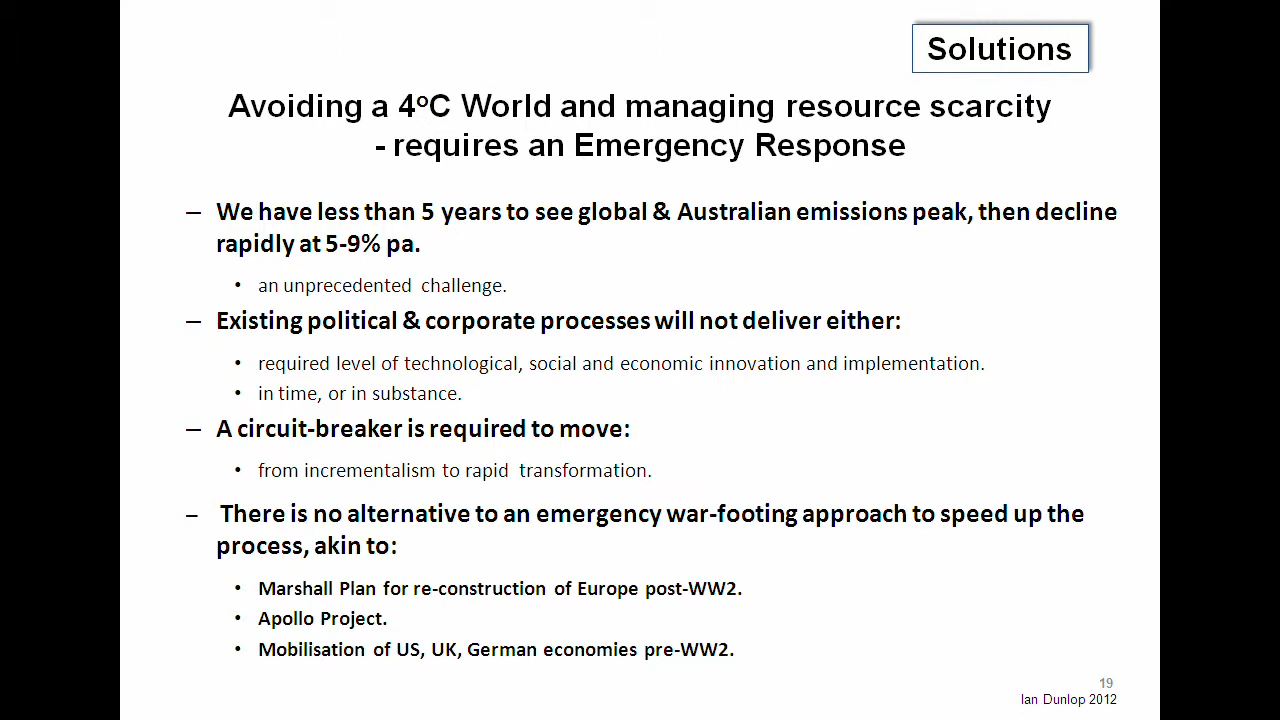 Solutions
Avoiding a 4oC World and managing resource scarcity
- requires an Emergency Response
– We have less than 5 years to see global & Australian emissions peak, then decline
rapidly at 5-9% pa.
• an unprecedented challenge.
– Existing political & corporate processes will not deliver either:
• required level of technological, social and economic innovation and implementation.
• in time, or in substance.
– A circuit-breaker is required to move:
• from incrementalism to rapid transformation.
– There is no alternative to an emergency war-footing approach to speed up the
process, akin to:
• Marshall Plan for re-construction of Europe post-WW2.
• Apollo Project.
• Mobilisation of US, UK, German economies pre-WW2.
19
Ian Dunlop 2012